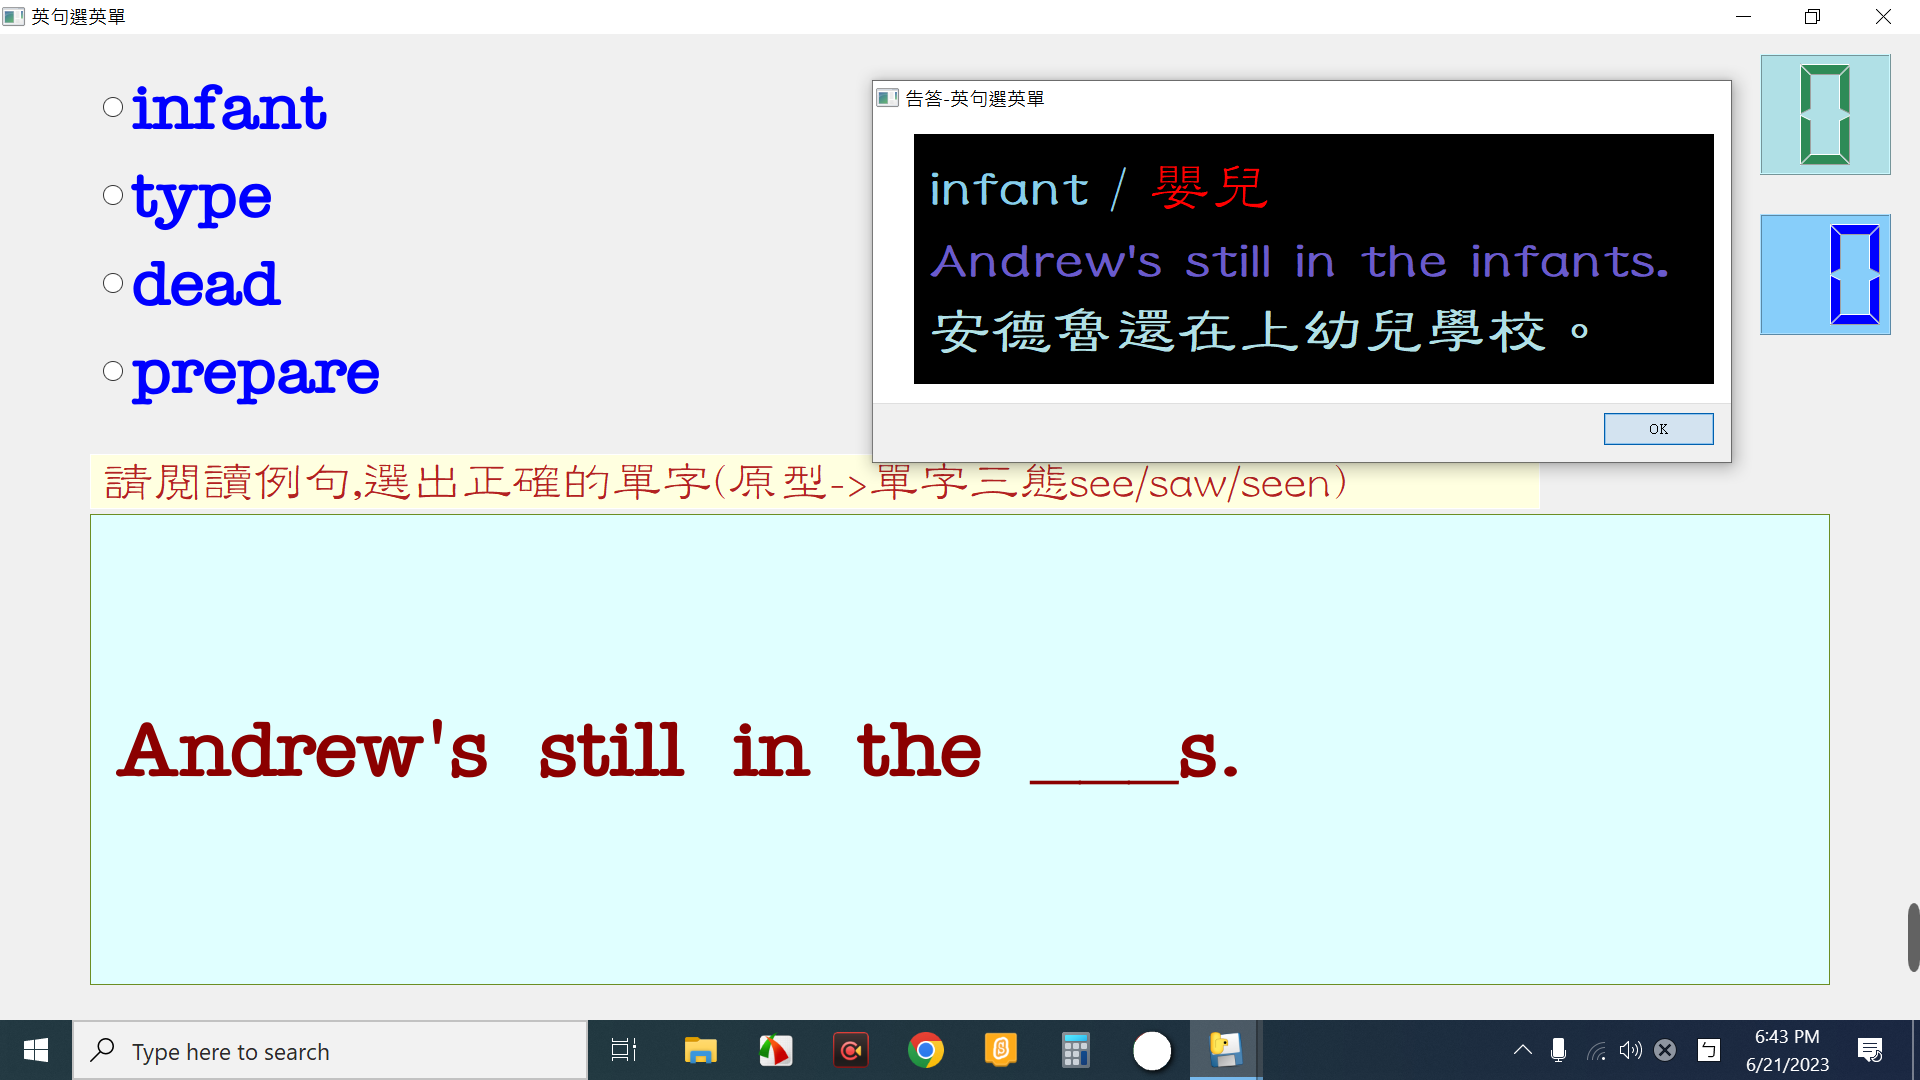 英句選英單
infant
type
dead
prepare
告答-英句選英單
infant / 嬰兒
Andrew's still in the infants.
安德魯還在上幼兒學校。
OK
0
0
請閱讀例句,選出正確的單字(原型->單字三態see/saw/seen)
Andrew's still in the ___s.
Type here to search
6:43 PM
6/21/2023